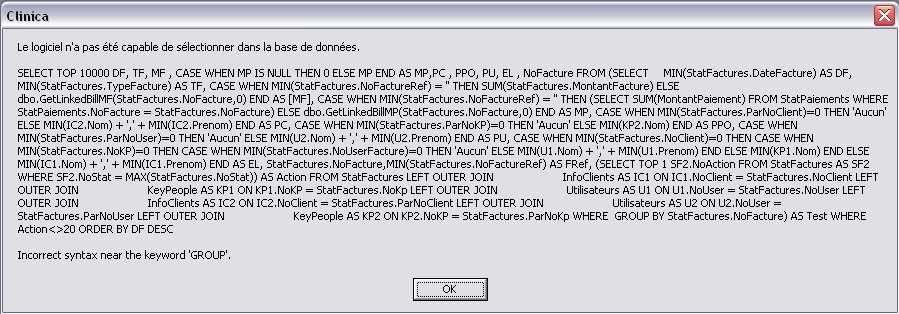 Clinica
Le logiciel n'a pas été capable de sélectionner dans la base de données.
SELECT TOP 10000 DF, TF, MF , CASE WHEN MP IS NULL THEN 0 ELSE MP END AS MP,PC , PPO, PU, EL , NoFacture FROM (SELECT MIN(StatFactures.DateFacture) AS DF,
MIN(StatFactures.TypeFacture) AS TF, CASE WHEN MIN(StatFactures.NoFactureRef) = '' THEN SUM(StatFactures.MontantFacture) ELSE
dbo.GetLinkedBillMF(StatFactures.NoFacture,0) END AS [MF], CASE WHEN MIN(StatFactures.NoFactureRef) = '' THEN (SELECT SUM(MontantPaiement) FROM StatPaiements WHERE
StatPaiements.NoFacture = StatFactures.NoFacture) ELSE dbo.GetLinkedBillMP(StatFactures.NoFacture,0) END AS MP, CASE WHEN MIN(StatFactures.ParNoClient)=0 THEN 'Aucun'
ELSE MIN(IC2.Nom) + ',' + MIN(IC2.Prenom) END AS PC, CASE WHEN MIN(StatFactures.ParNoKP)=0 THEN 'Aucun' ELSE MIN(KP2.Nom) END AS PPO, CASE WHEN
MIN(StatFactures.ParNoUser)=0 THEN 'Aucun' ELSE MIN(U2.Nom) + ',' + MIN(U2.Prenom) END AS PU, CASE WHEN MIN(StatFactures.NoClient)=0 THEN CASE WHEN
MIN(StatFactures.NoKP)=0 THEN CASE WHEN MIN(StatFactures.NoUserFacture)=0 THEN 'Aucun' ELSE MIN(U1.Nom) + ',' + MIN(U1.Prenom) END ELSE MIN(KP1.Nom) END ELSE
MIN(IC1.Nom) + ',' + MIN(IC1.Prenom) END AS EL, StatFactures.NoFacture,MIN(StatFactures.NoFactureRef) AS FRef, (SELECT TOP 1 SF2.NoAction FROM StatFactures AS SF2
WHERE SF2.NoStat = MAX(StatFactures.NoStat)) AS Action FROM StatFactures LEFT OUTER JOIN InfoClients AS IC1 ON IC1.NoClient = StatFactures.NoClient LEFT
OUTER JOIN KeyPeople AS KP1 ON KP1.NoKP = StatFactures.NoKp LEFT OUTER JOIN Utilisateurs AS U1 ON U1.NoUser = StatFactures.NoUser LEFT
OUTER JOIN InfoClients AS IC2 ON IC2.NoClient = StatFactures.ParNoClient LEFT OUTER JOIN Utilisateurs AS U2 ON U2.NoUser =
StatFactures.ParNoUser LEFT OUTER JOIN KeyPeople AS KP2 ON KP2.NoKP = StatFactures.ParNoKp WHERE GROUP BY StatFactures.NoFacture) AS Test WHERE
Action<>20 ORDER BY DF DESC
Incorrect syntax near the keyword 'GROUP'.
OK